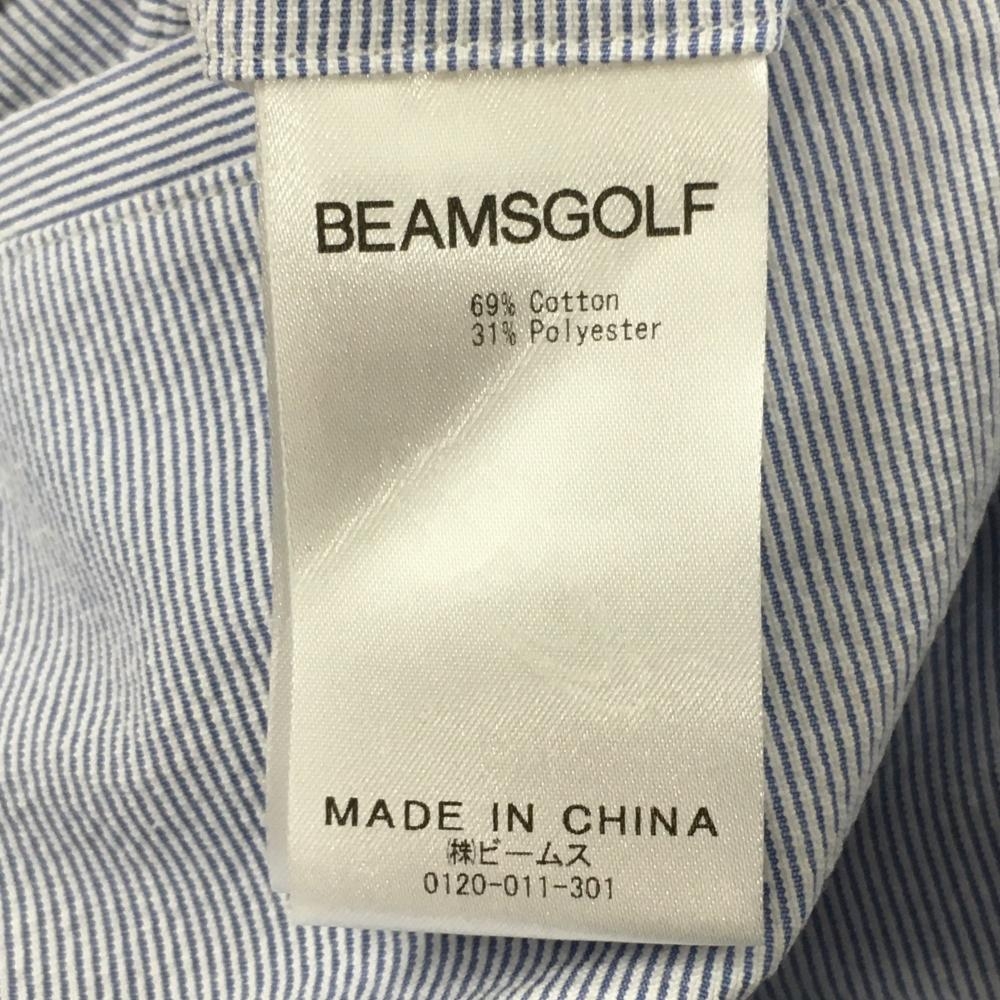 BEAMSGOLF
69% Cotton
31% Polyester
MADE IN CHINA
㈱ビームス
0120-011-301